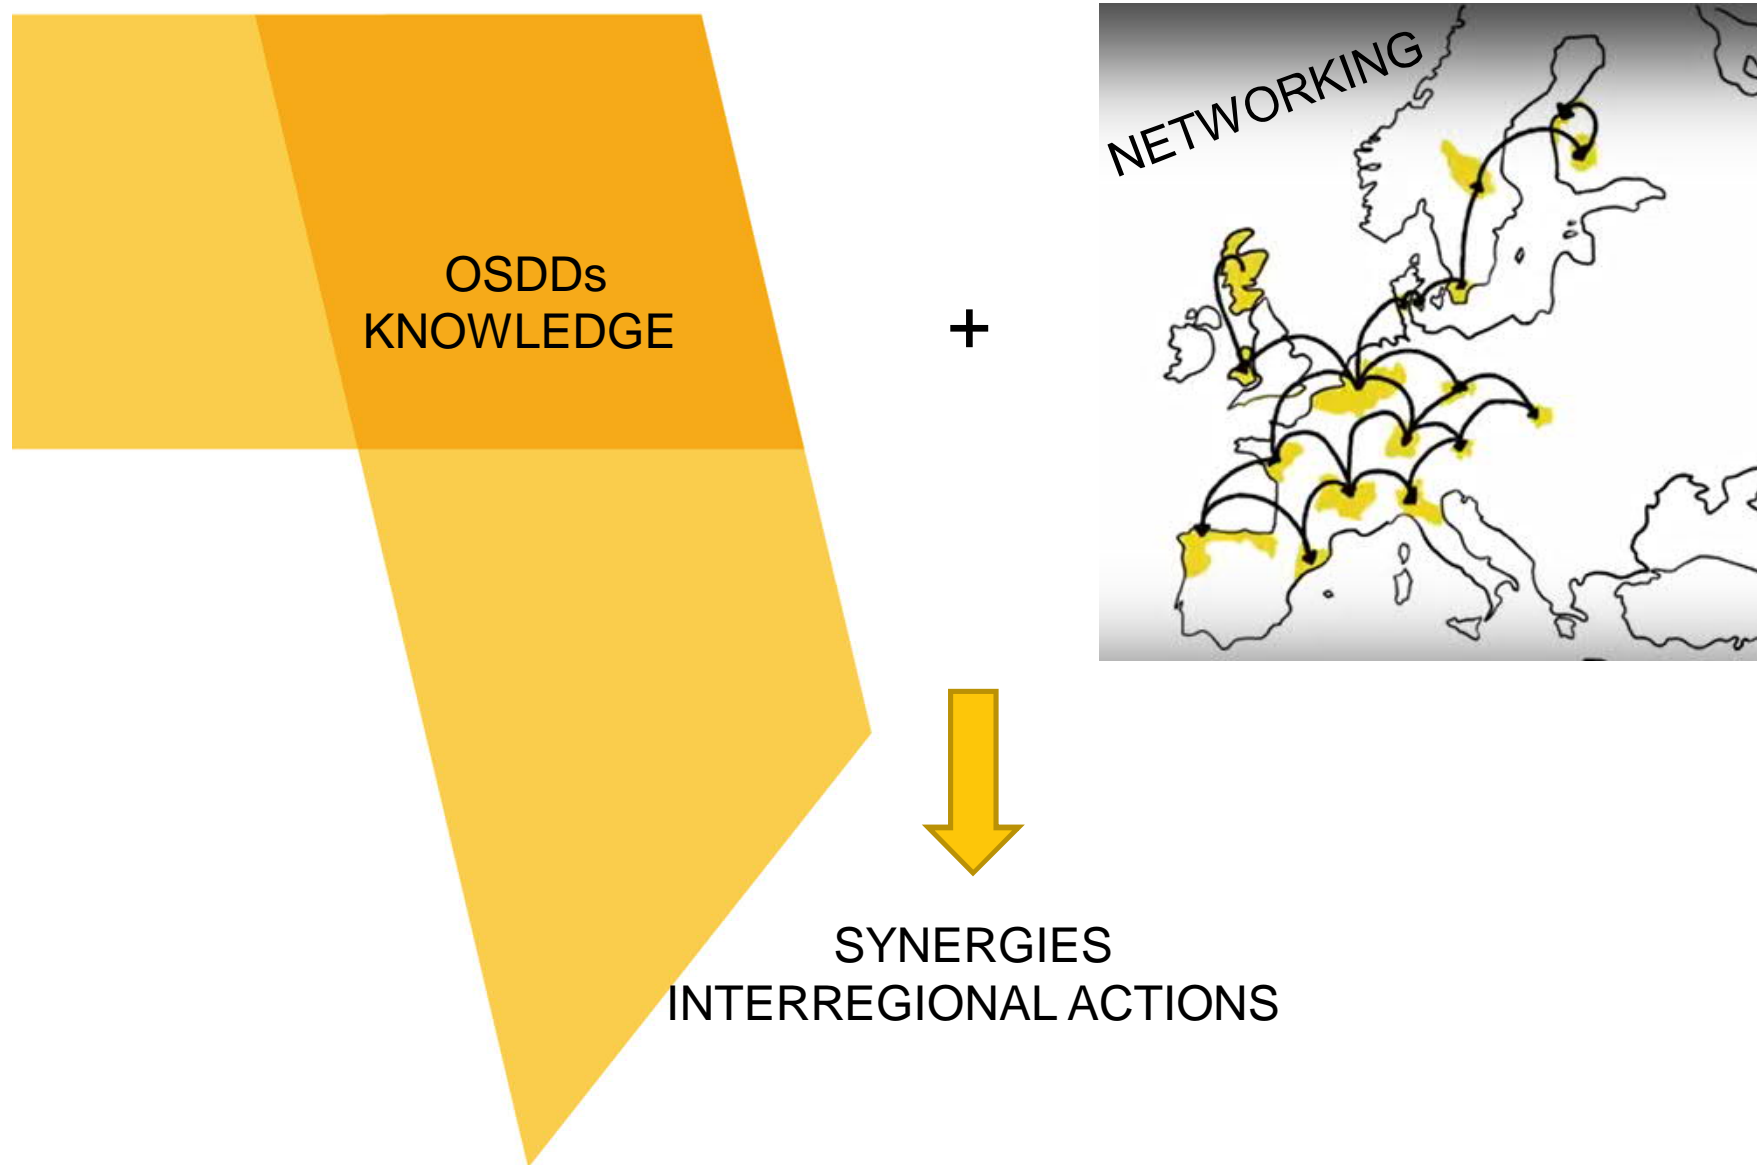 NETWORKING
OSDDs
KNOWLEDGE
+
SYNERGIES
INTERREGIONAL ACTIONS